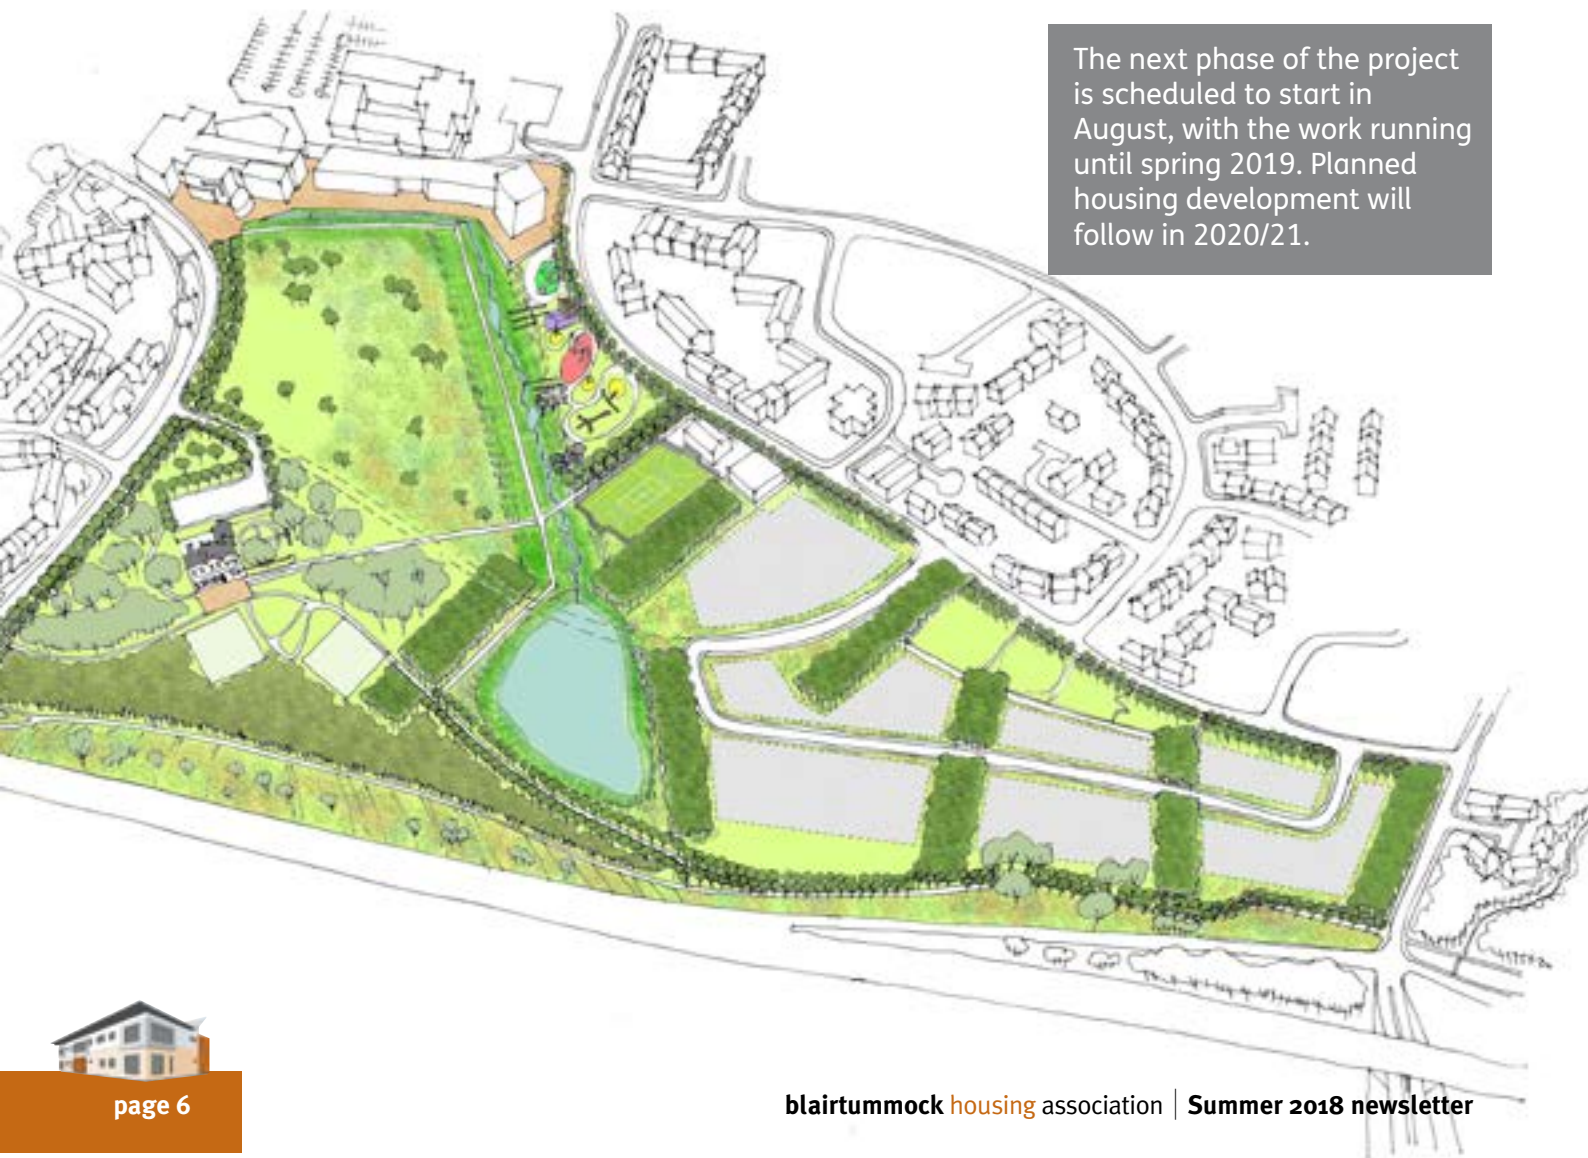 The next phase of the project
is scheduled to start in
August, with the work running
until spring 2019. Planned
housing development will
follow in 2020/21.
page 6
blairtummock housing association | Summer 2018 newsletter